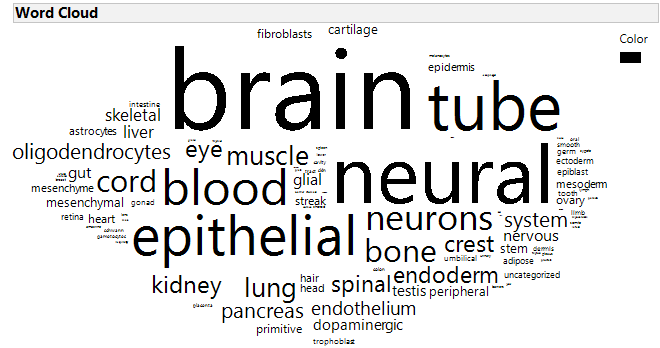 Word Cloud
Color
fibroblasts
cartilage
brain
epidermis
tube
intestine
skeletal
astrocytes
liver
oligodendrocytes
eye
muscle
neural
smooth
oral
germ
ectoderm
epiblast
gut
mesenchyme
cord
blood
glial
mesoderm
tooth
mesenchymal
gonad
streak
ovary
retina
heart
neurons
system
limb
schwann
epithelial
crest
nervous
bone
stem
dermis
umbilical
adipose
colon
kidney
lung
hair
head
spinal
endoderm
uncategorized
testis
peripheral
placenta
pancreas
endothelium
primitive
dopaminergic
trophoblast